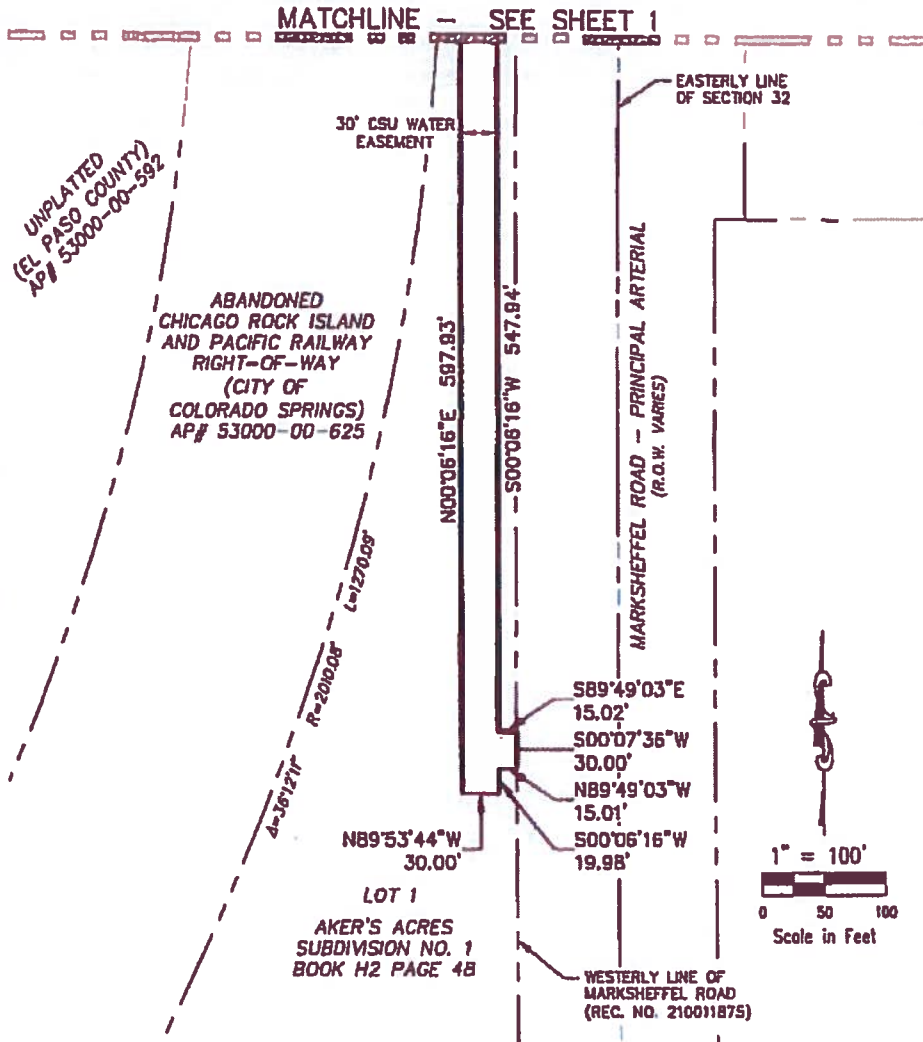 MATCHLINE - SEE SHEET 1
EASTERLY LINE
OF SECTION 32
30' CSU WATER
EASEMENT
UNPLATTED
(EL PASO COUNTY)
AP# 53000-00-592
ABANDONED
CHICAGO ROCK ISLAND
AND PACIFIC RAILWAY
RIGHT-OF-WAY
(CITY OF
COLORADO SPRINGS)
AP# 53000-00-625
N00°06'16"E 597.93'
S00°06'16"W 547.94'
MARKSHEFFEL ROAD - PRINCIPAL ARTERIAL
(R.O.W. VARIES)
Δ=36°12'11" R=2010.08' L=1270.09'
S89°49'03"E
15.02'
S00°07'36"W
30.00'
N89°49'03"W
15.01'
S00°06'16"W
19.98'
N89°53'44"W
30.00'
LOT 1
AKER'S ACRES
SUBDIVISION NO. 1
BOOK H2 PAGE 48
1" = 100'
0 50 100
Scale in Feet
WESTERLY LINE OF
MARKSHEFFEL ROAD
(REC. NO. 210011875)